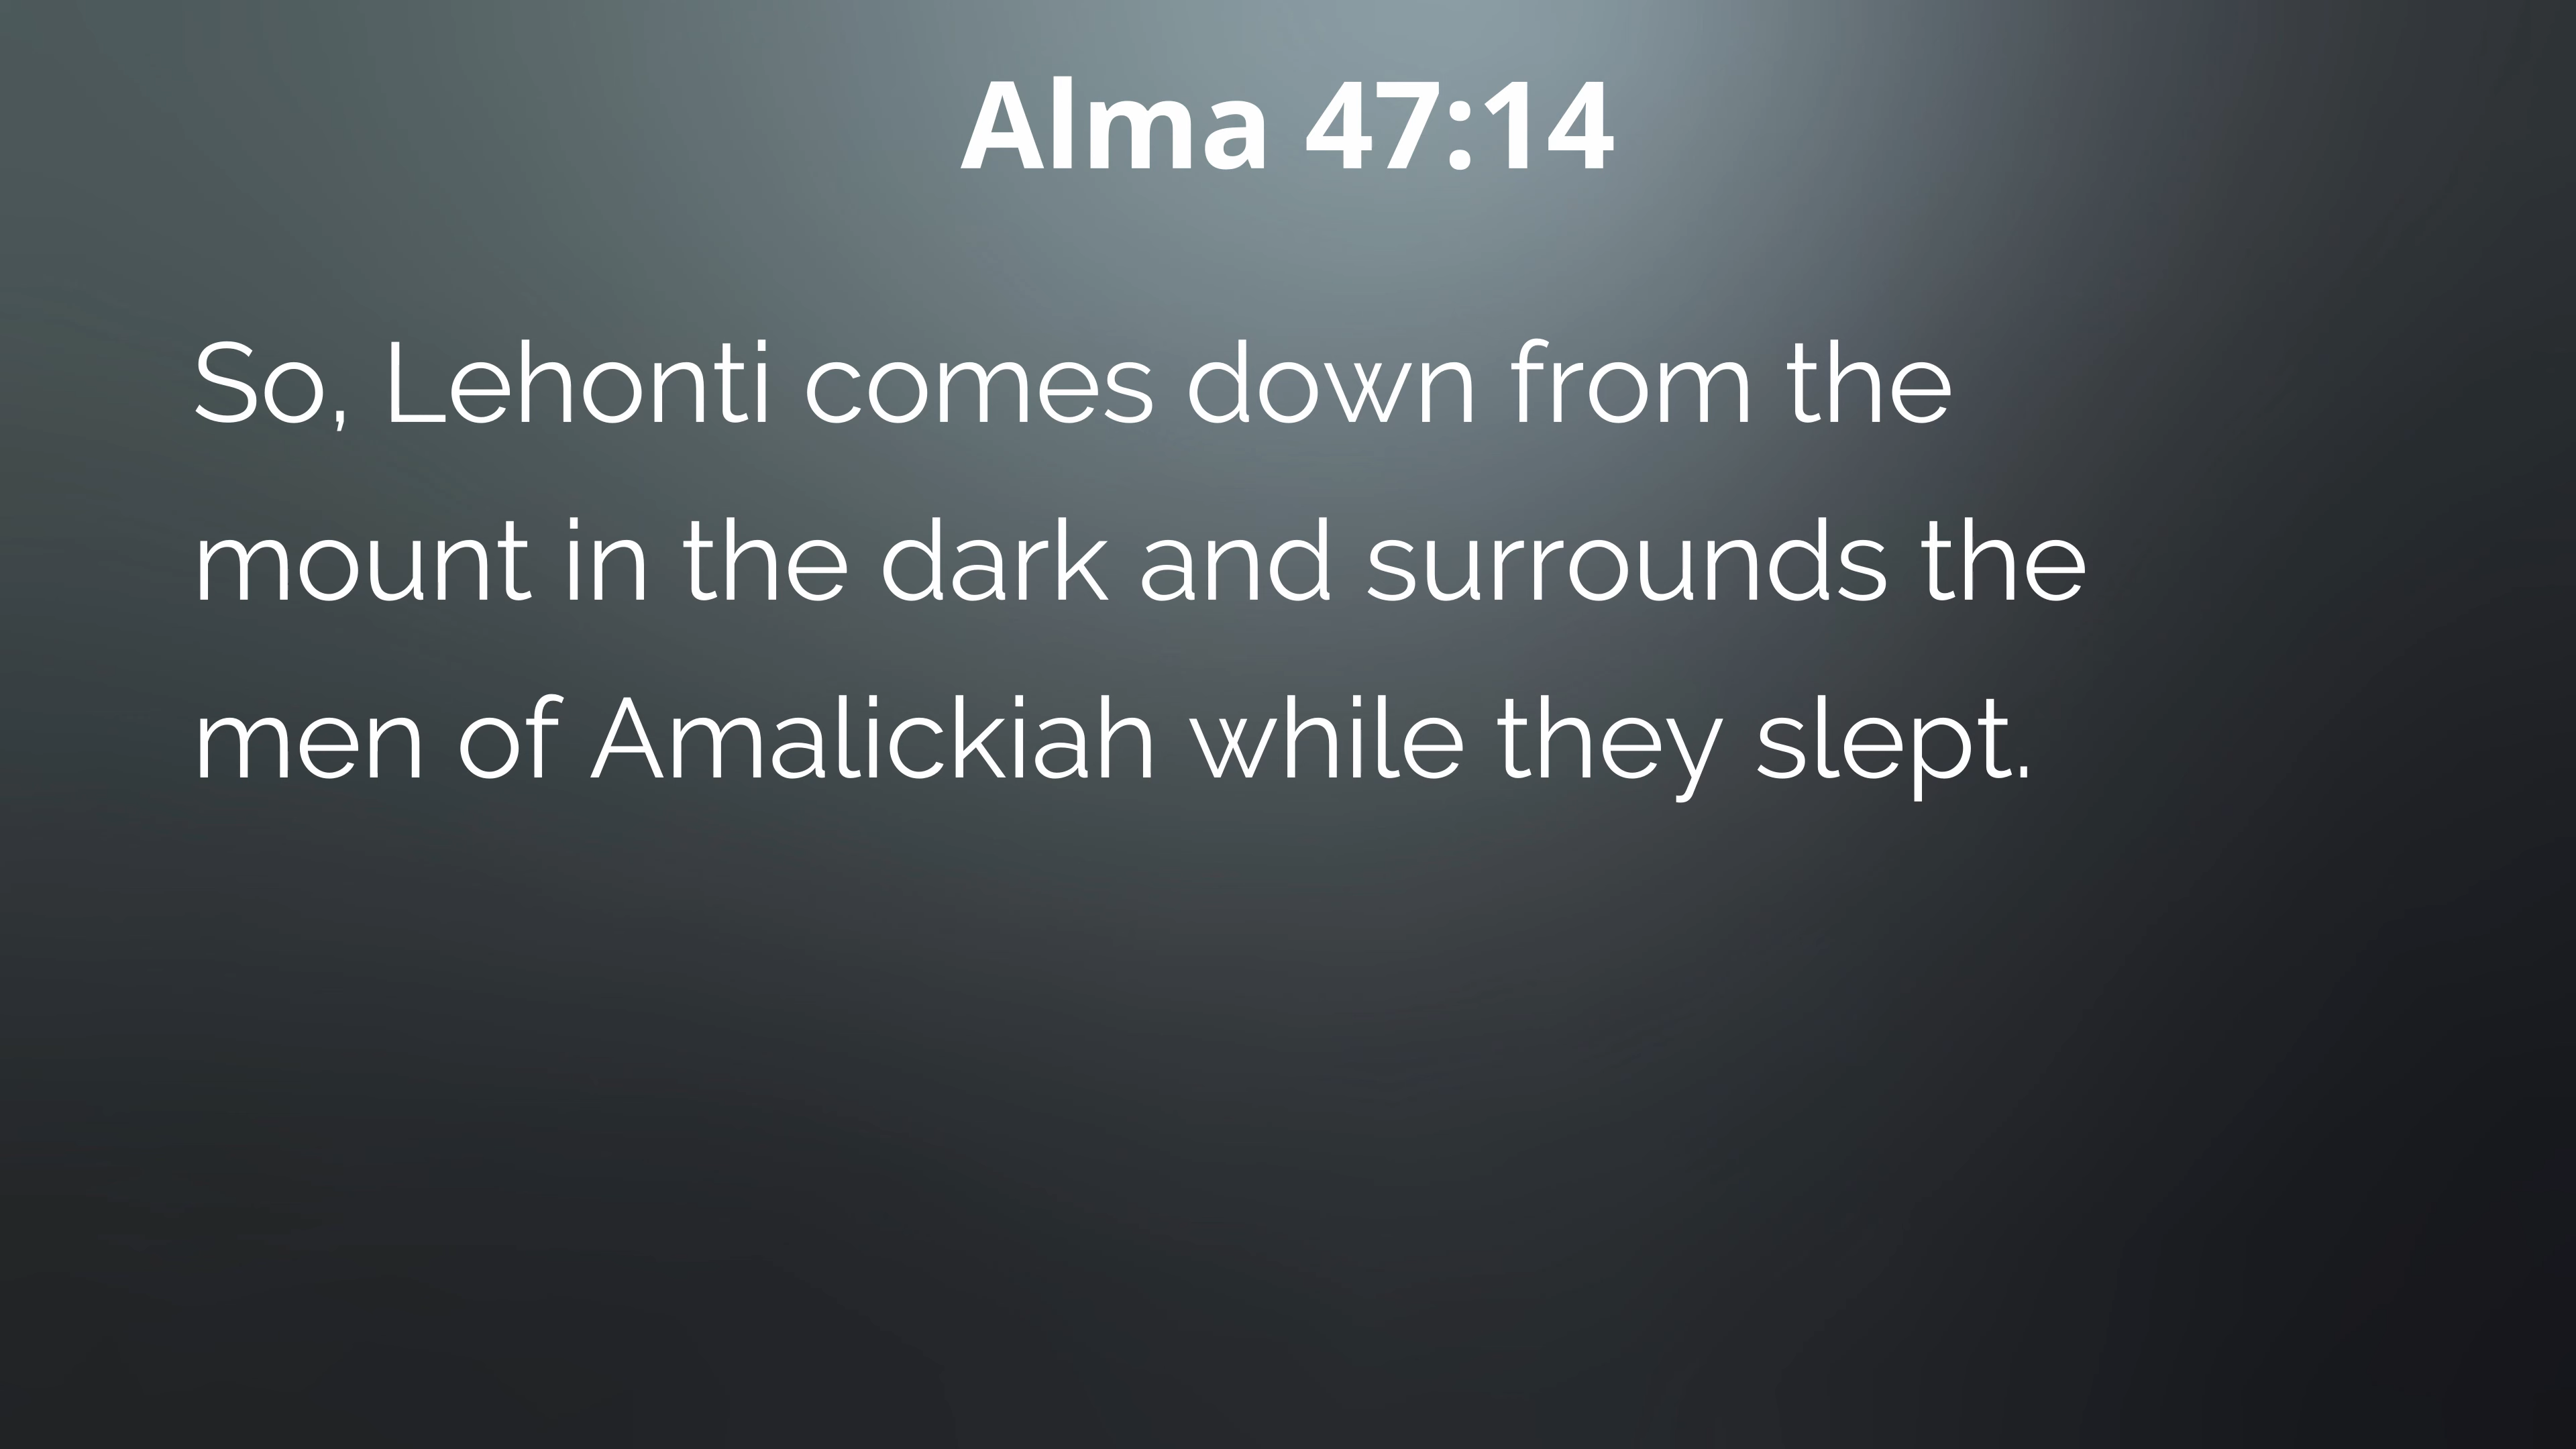 Alma 47:14
So, Lehonti comes down from the
mount in the dark and surrounds the
men of Amalickiah while they slept.